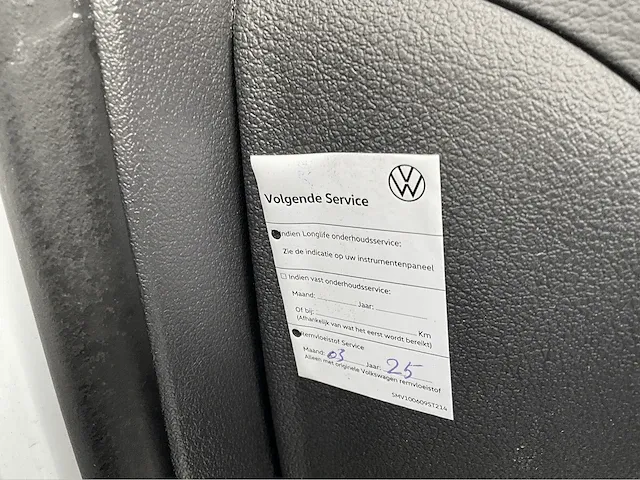 Volgende Service
Indien Longlife onderhoudsservice:
Zie de indicatie op uw instrumentenpaneel
Indien vast onderhoudsservice:
Maand: Jaar:
Of bij: Km
(Afhankelijk van wat het eerst wordt bereikt)
Remvloeistof Service
Maand: 03 Jaar: 25
Alleen met originele Volkswagen remvloeistof
5MV100609ST214